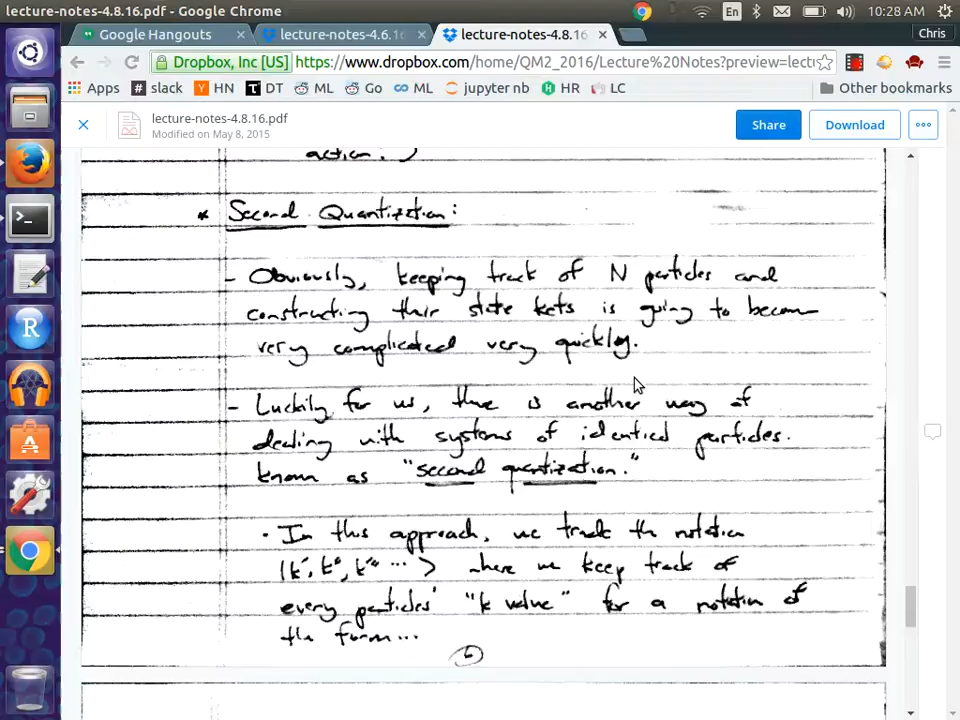 lecture-notes-4.8.16.pdf - Google Chrome
En
10:28 AM
Google Hangouts
lecture-notes-4.6.16
lecture-notes-4.8.16
Chris
Dropbox, Inc [US]
https://www.dropbox.com/home/QM2_2016/Lecture%20Notes?preview=lectu
Apps
slack
HN
DT
ML
Go
ML
jupyter nb
HR
LC
Other bookmarks
lecture-notes-4.8.16.pdf
Modified on May 8, 2015
Share
Download
action.)
* Second Quantization:
- Obviously, keeping track of N particles and
constructing their state kets is going to become
very complicated very quickly.
- Luckily for us, there is another way of
dealing with systems of identical particles.
known as "second quantization."
• In this approach, we trade the notation
|k', k'', k''' ... > where we keep track of
every particles' "k value" for a notation of
the form...
6